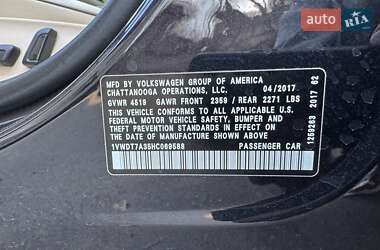 auto.RIA
MFD BY VOLKSWAGEN GROUP OF AMERICA
CHATTANOOGA OPERATIONS, LLC. 04/2017
GVWR 4519 GAWR FRONT 2359 / REAR 2271 LBS
THIS VEHICLE CONFORMS TO ALL APPLICABLE U.S.
FEDERAL MOTOR VEHICLE SAFETY, BUMPER AND
THEFT PREVENTION STANDARDS IN EFFECT ON THE
DATE OF MANUFACTURE SHOWN ABOVE
1VWDT7A35HC069588 PASSENGER CAR
1259283 2017 62